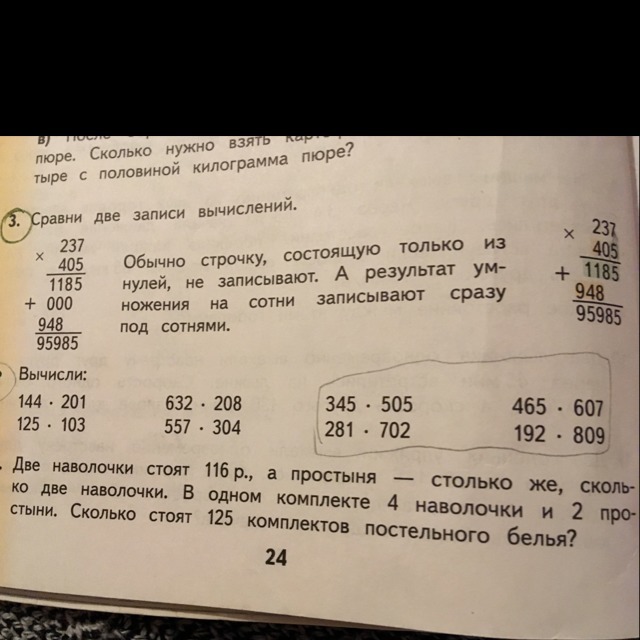 пюре. Сколько нужно взять
тыре с половиной килограмма пюре?
3. Сравни две записи вычислений.
× 237
405
1185
+ 000
948
95985
Обычно строчку, состоящую только из
нулей, не записывают. А результат ум-
ножения на сотни записывают сразу
под сотнями.
× 237
405
+ 1185
948
95985
Вычисли:
144 · 201 632 · 208 345 · 505 465 · 607
125 · 103 557 · 304 281 · 702 192 · 809
Две наволочки стоят 116 р., а простыня — столько же, сколь-
ко две наволочки. В одном комплекте 4 наволочки и 2 про-
стыни. Сколько стоят 125 комплектов постельного белья?
24